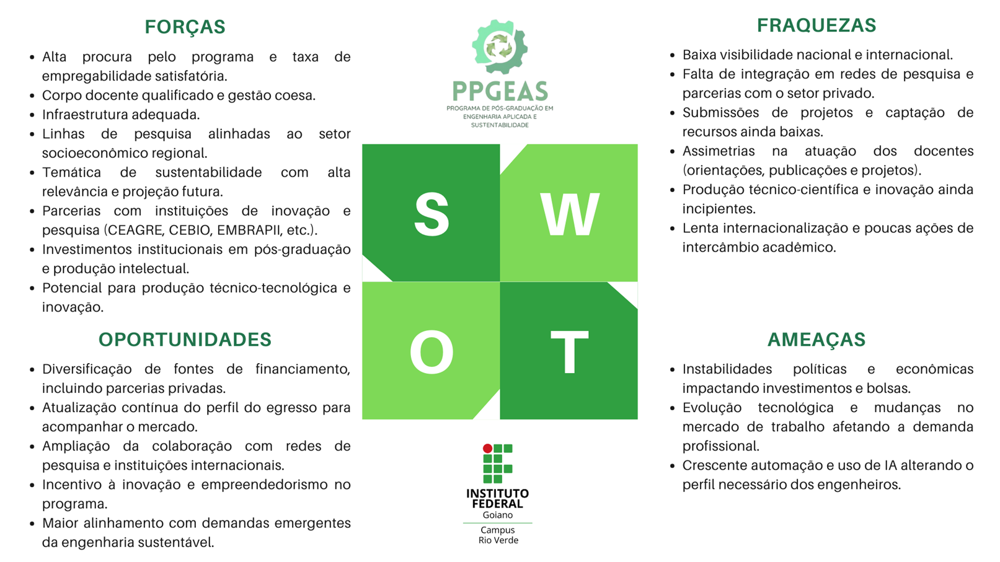 FORÇAS
• Alta procura pelo programa e taxa de
empregabilidade satisfatória.
• Corpo docente qualificado e gestão coesa.
• Infraestrutura adequada.
• Linhas de pesquisa alinhadas ao setor
socioeconômico regional.
• Temática de sustentabilidade com alta
relevância e projeção futura.
• Parcerias com instituições de inovação e
pesquisa (CEAGRE, CEBIO, EMBRAPII, etc.).
• Investimentos institucionais em pós-graduação
e produção intelectual.
• Potencial para produção técnico-tecnológica e
inovação.
OPORTUNIDADES
• Diversificação de fontes de financiamento,
incluindo parcerias privadas.
• Atualização contínua do perfil do egresso para
acompanhar o mercado.
• Ampliação da colaboração com redes de
pesquisa e instituições internacionais.
• Incentivo à inovação e empreendedorismo no
programa.
• Maior alinhamento com demandas emergentes
da engenharia sustentável.
PPGEAS
PROGRAMA DE PÓS-GRADUAÇÃO EM
ENGENHARIA APLICADA E
SUSTENTABILIDADE
S W
O T
INSTITUTO
FEDERAL
Goiano
Campus
Rio Verde
FRAQUEZAS
• Baixa visibilidade nacional e internacional.
• Falta de integração em redes de pesquisa e
parcerias com o setor privado.
• Submissões de projetos e captação de
recursos ainda baixas.
• Assimetrias na atuação dos docentes
(orientações, publicações e projetos).
• Produção técnico-científica e inovação ainda
incipientes.
• Lenta internacionalização e poucas ações de
intercâmbio acadêmico.
AMEAÇAS
• Instabilidades políticas e econômicas
impactando investimentos e bolsas.
• Evolução tecnológica e mudanças no
mercado de trabalho afetando a demanda
profissional.
• Crescente automação e uso de IA alterando o
perfil necessário dos engenheiros.